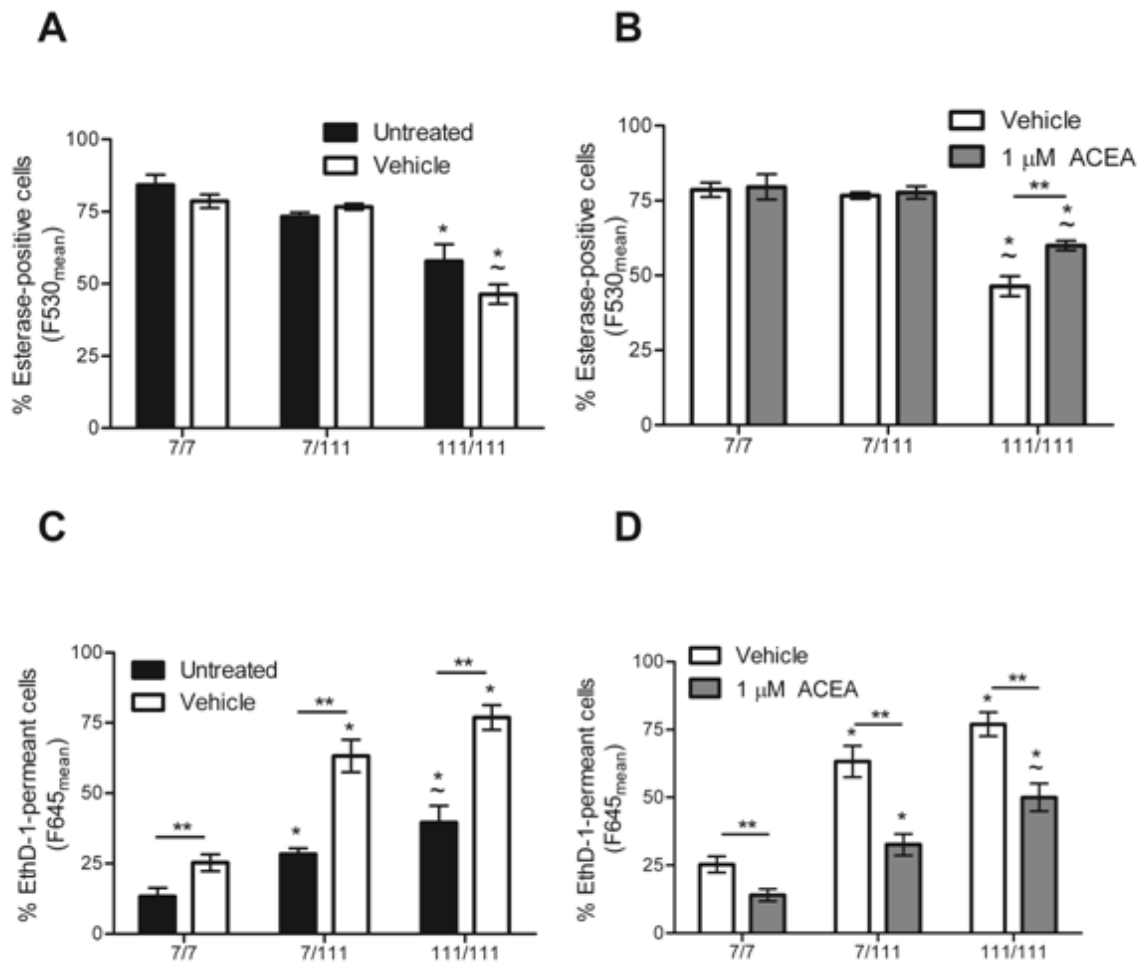 A
Untreated
Vehicle
% Esterase-positive cells
(F530mean)
100
75
50
25
0
*
*
~
7/7
7/111
111/111
B
Vehicle
1 μM ACEA
% Esterase-positive cells
(F530mean)
100
75
50
25
0
**
*
~
*
~
7/7
7/111
111/111
C
Untreated
Vehicle
% EthD-1-permeant cells
(F645mean)
100
75
50
25
0
**
**
*
*
**
*
~
*
7/7
7/111
111/111
D
Vehicle
1 μM ACEA
% EthD-1-permeant cells
(F645mean)
100
75
50
25
0
**
**
*
*
**
*
*
~
7/7
7/111
111/111